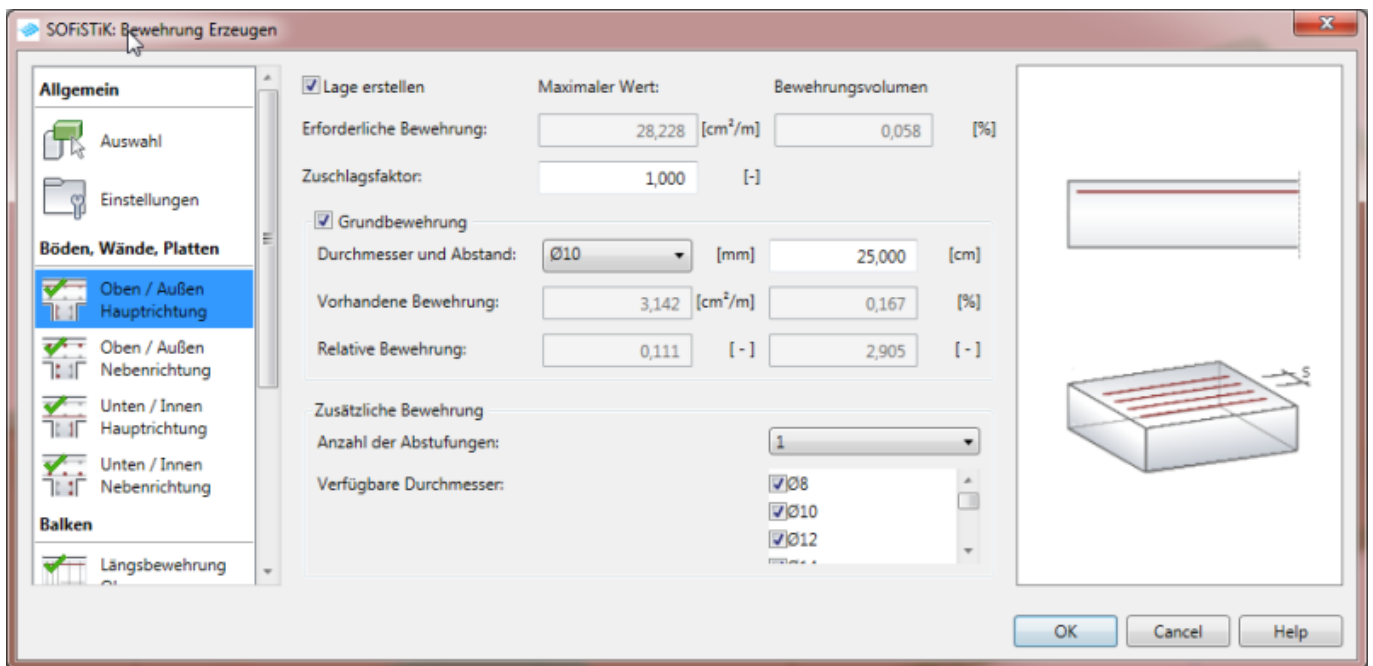 SOFiSTiK: Bewehrung Erzeugen
Allgemein
Auswahl
Einstellungen
Böden, Wände, Platten
Oben / Außen
Hauptrichtung
Oben / Außen
Nebenrichtung
Unten / Innen
Hauptrichtung
Unten / Innen
Nebenrichtung
Balken
Längsbewehrung
Lage erstellen Maximaler Wert: Bewehrungsvolumen
Erforderliche Bewehrung: 28,228 [cm²/m] 0,058 [%]
Zuschlagsfaktor: 1,000 [-]
Grundbewehrung
Durchmesser und Abstand: Ø10 [mm] 25,000 [cm]
Vorhandene Bewehrung: 3,142 [cm²/m] 0,167 [%]
Relative Bewehrung: 0,111 [ - ] 2,905 [ - ]
Zusätzliche Bewehrung
Anzahl der Abstufungen: 1
Verfügbare Durchmesser: Ø8
Ø10
Ø12
S
OK Cancel Help